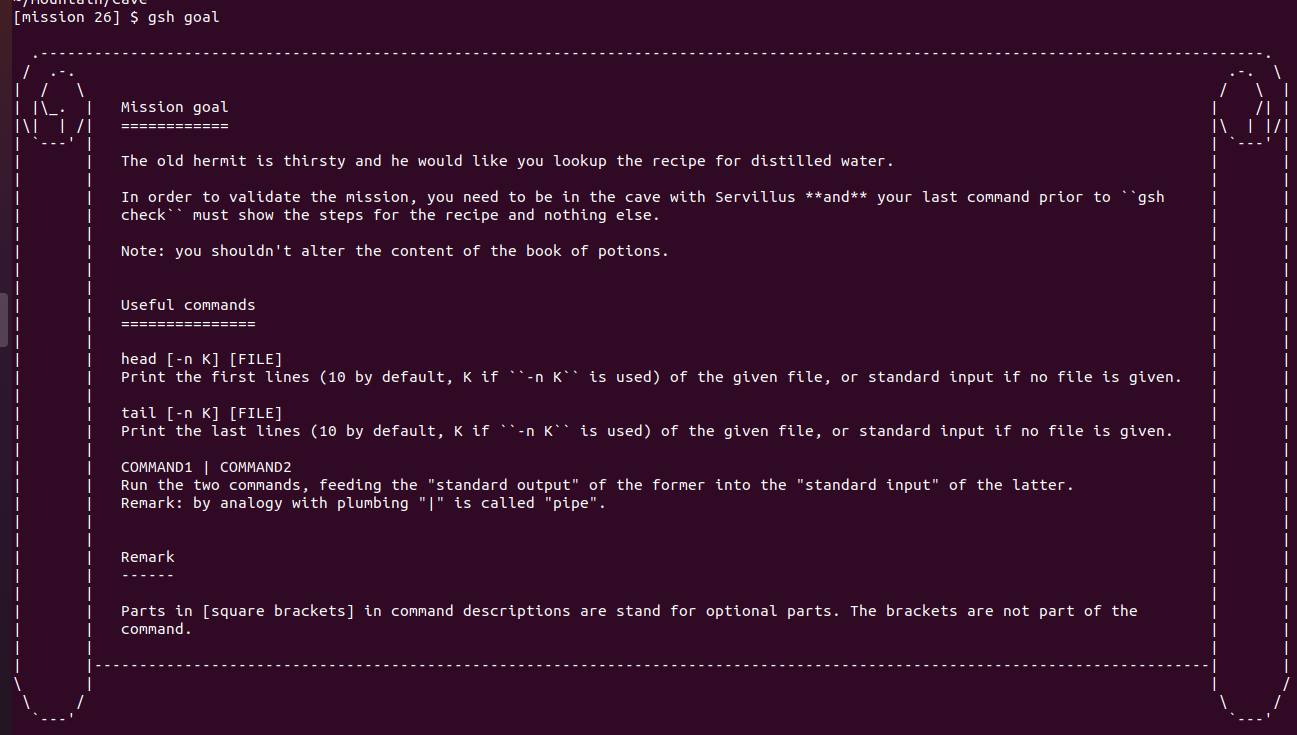 ~/Mountain/Cave
[mission 26] $ gsh goal
Mission goal
============
The old hermit is thirsty and he would like you lookup the recipe for distilled water.
In order to validate the mission, you need to be in the cave with Servillus **and** your last command prior to ``gsh
check`` must show the steps for the recipe and nothing else.
Note: you shouldn't alter the content of the book of potions.
Useful commands
===============
head [-n K] [FILE]
Print the first lines (10 by default, K if ``-n K`` is used) of the given file, or standard input if no file is given.
tail [-n K] [FILE]
Print the last lines (10 by default, K if ``-n K`` is used) of the given file, or standard input if no file is given.
COMMAND1 | COMMAND2
Run the two commands, feeding the "standard output" of the former into the "standard input" of the latter.
Remark: by analogy with plumbing "|" is called "pipe".
Remark
------
Parts in [square brackets] in command descriptions are stand for optional parts. The brackets are not part of the
command.